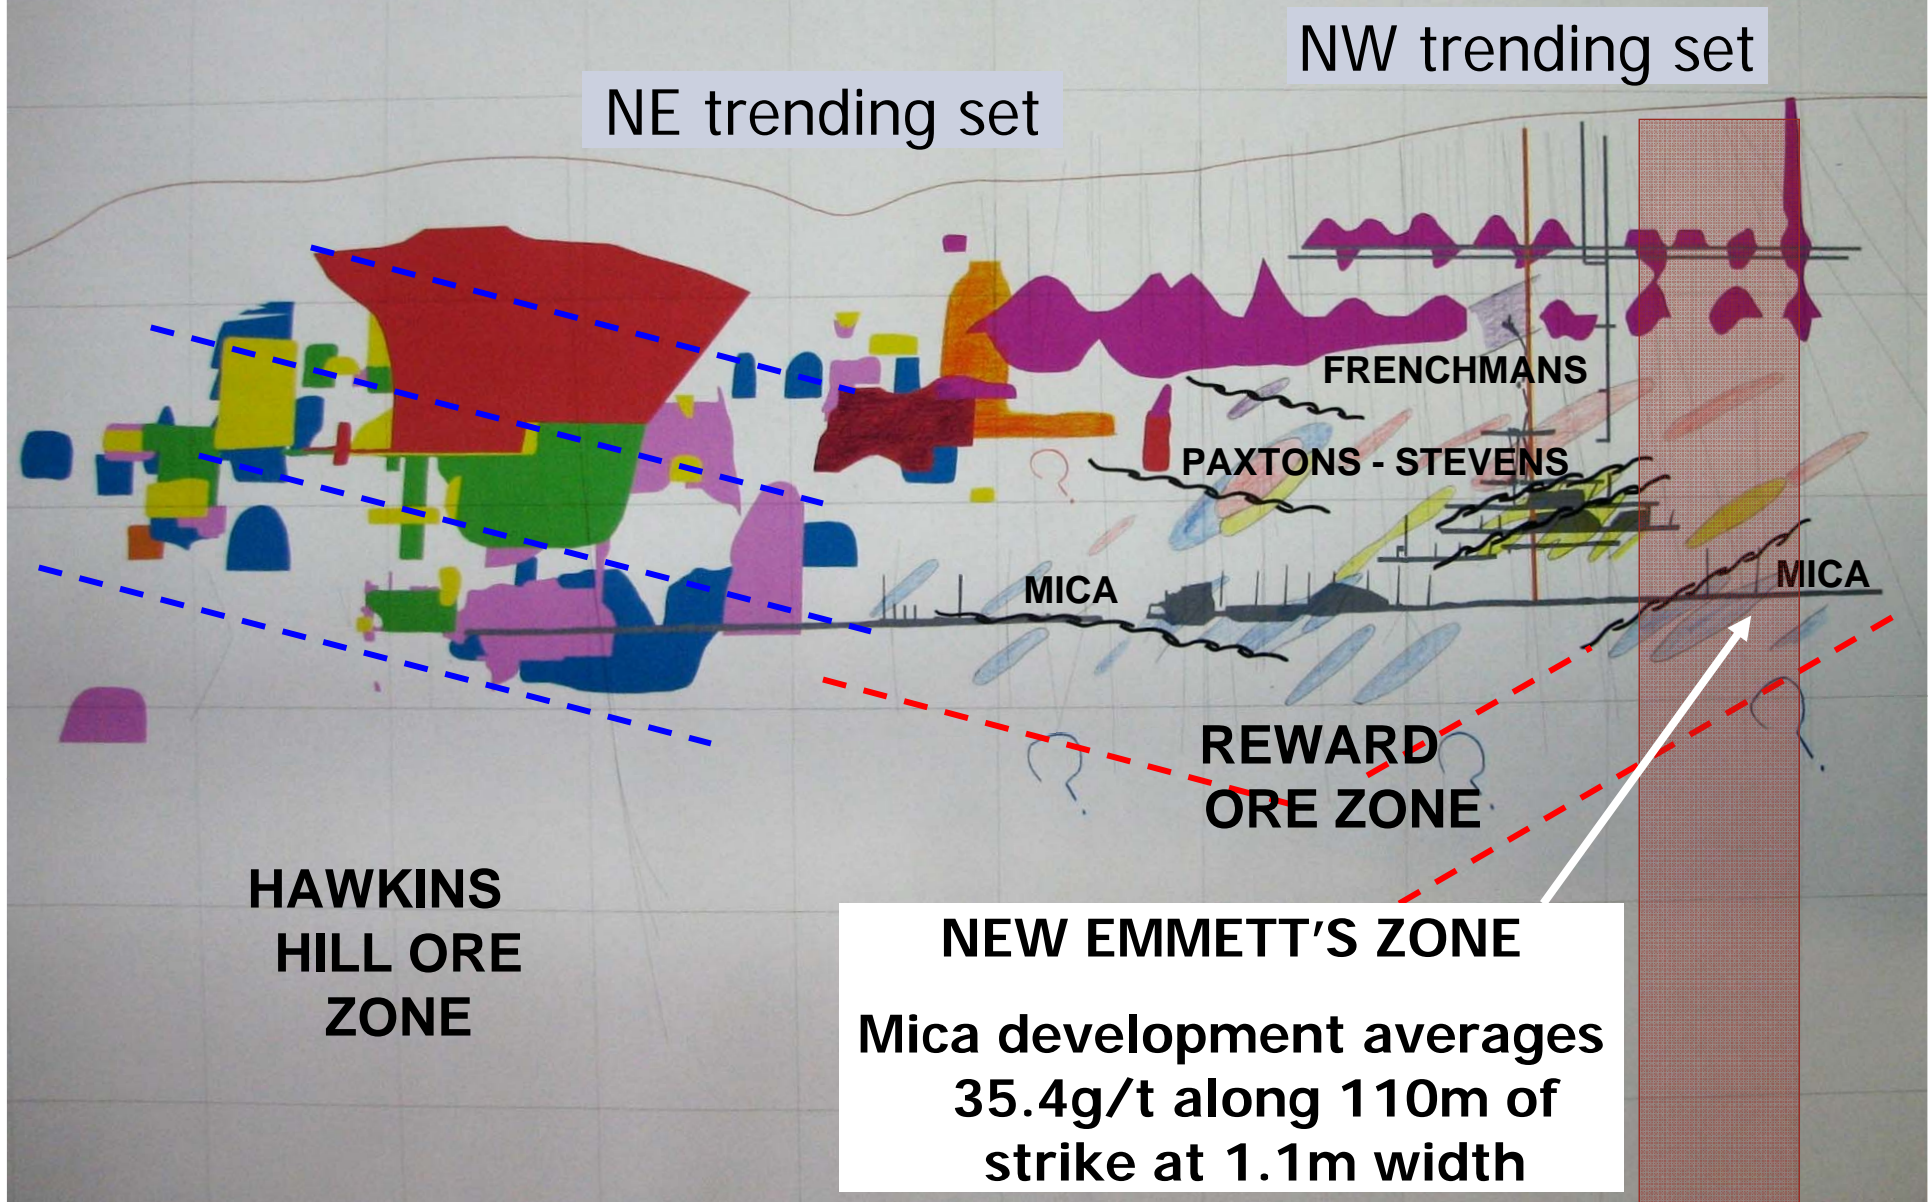 NW trending set
NE trending set
FRENCHMANS
PAXTONS - STEVENS
?
MICA
MICA
?
?
?
REWARD
ORE ZONE
HAWKINS
HILL ORE
ZONE
NEW EMMETT’S ZONE
Mica development averages
35.4g/t along 110m of
strike at 1.1m width